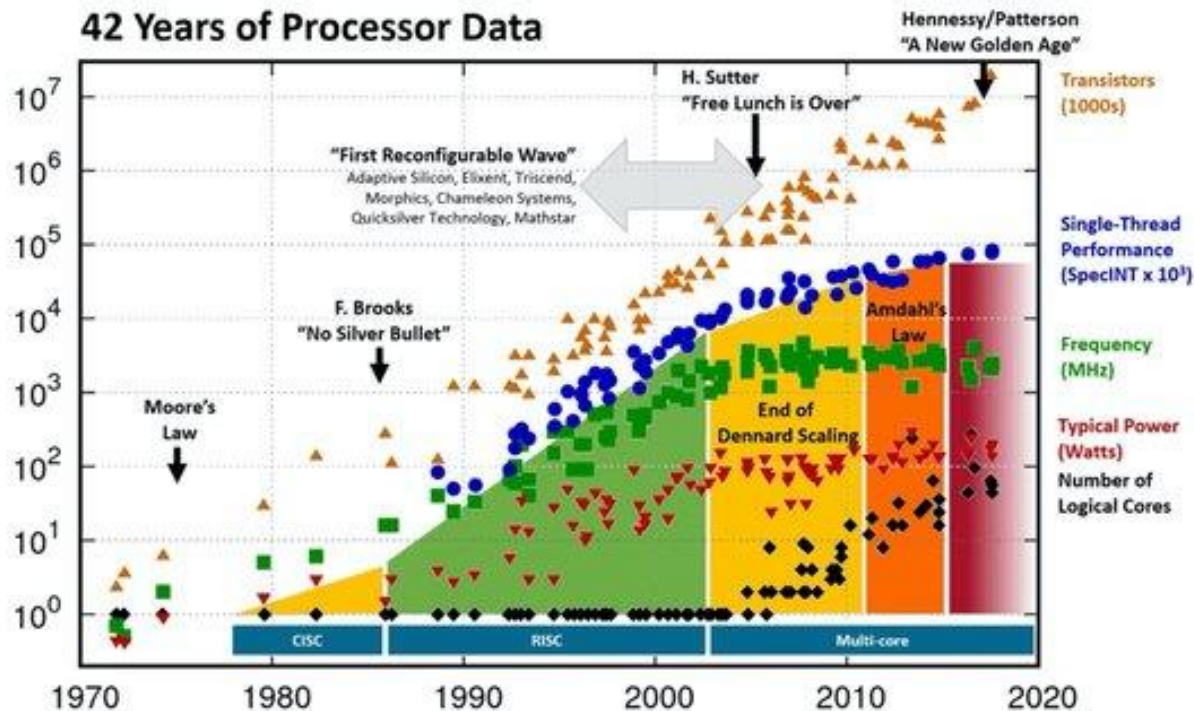 42 Years of Processor Data
Hennessy/Patterson
“A New Golden Age”
H. Sutter
“Free Lunch is Over”
“First Reconfigurable Wave”
Adaptive Silicon, Elixent, Triscend,
Morphics, Chameleon Systems,
Quicksilver Technology, Mathstar
F. Brooks
“No Silver Bullet”
Moore’s
Law
Amdahl’s
Law
End of
Dennard Scaling
Transistors
(1000s)
Single-Thread
Performance
(SpecINT x 10³)
Frequency
(MHz)
Typical Power
(Watts)
Number of
Logical Cores
10⁷
10⁶
10⁵
10⁴
10³
10²
10¹
10⁰
CISC
RISC
Multi-core
1970 1980 1990 2000 2010 2020